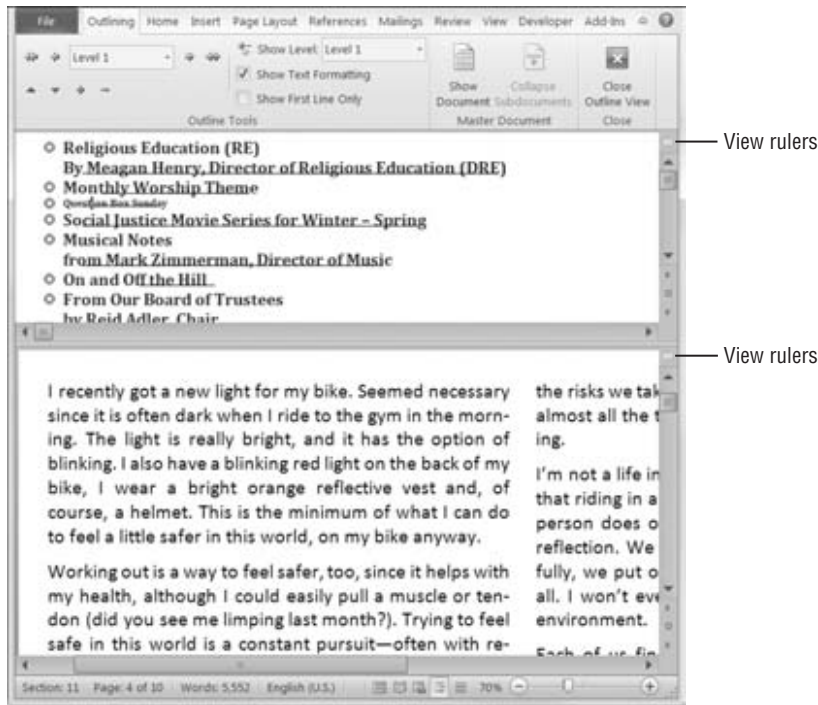 File Outlining Home Insert Page Layout References Mailings Review View Developer Add-Ins
Level 1
Show Level: Level 1
Show Text Formatting
Show First Line Only
Outline Tools
Show Document
Collapse Subdocuments
Master Document
Close Outline View
Close
View rulers
Religious Education (RE)
By Meagan Henry, Director of Religious Education (DRE)
Monthly Worship Theme
Question Box Sunday
Social Justice Movie Series for Winter – Spring
Musical Notes
from Mark Zimmerman, Director of Music
On and Off the Hill
From Our Board of Trustees
by Reid Adler, Chair
View rulers
I recently got a new light for my bike. Seemed necessary
since it is often dark when I ride to the gym in the morn-
ing. The light is really bright, and it has the option of
blinking. I also have a blinking red light on the back of my
bike, I wear a bright orange reflective vest and, of
course, a helmet. This is the minimum of what I can do
to feel a little safer in this world, on my bike anyway.
Working out is a way to feel safer, too, since it helps with
my health, although I could easily pull a muscle or ten-
don (did you see me limping last month?). Trying to feel
safe in this world is a constant pursuit—often with re-
the risks we tak
almost all the t
ing.
I'm not a life in
that riding in a
person does o
reflection. We
fully, we put o
all. I won't eve
environment.
Each of us fin
Section: 11 Page: 4 of 10 Words: 5,552 English (U.S.) 70%